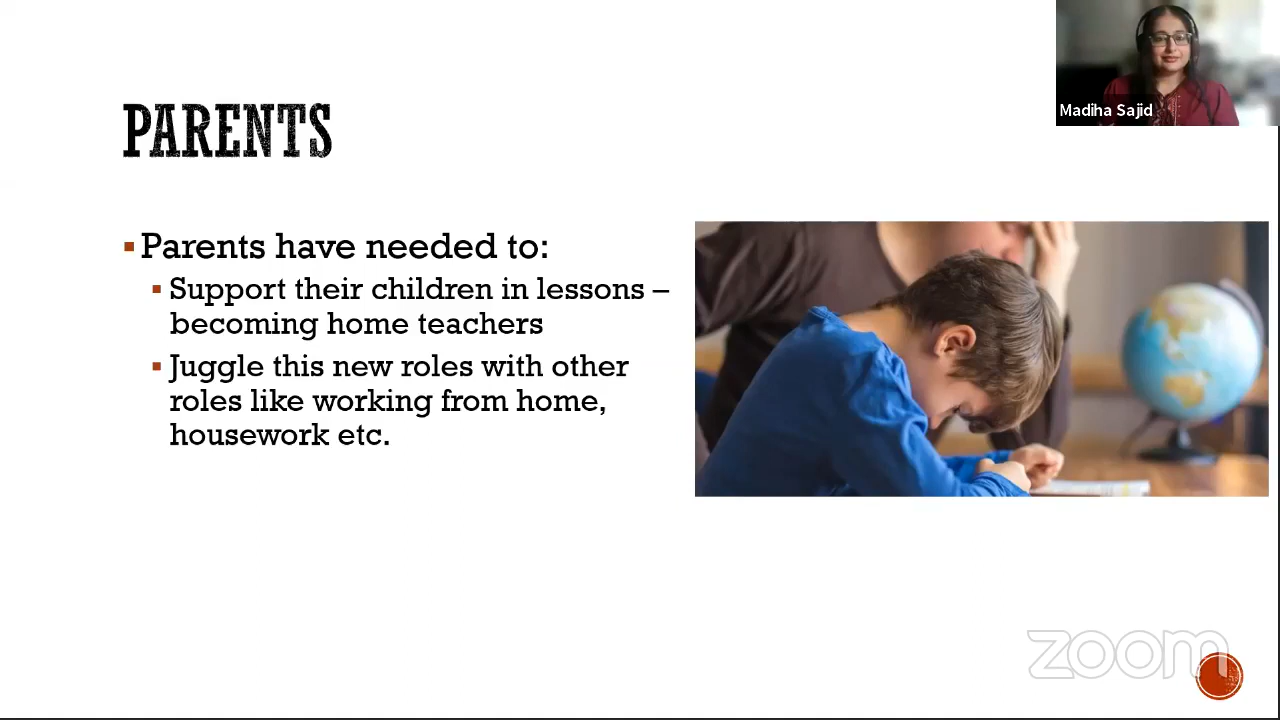 Madiha Sajid
PARENTS
Parents have needed to:
Support their children in lessons –
becoming home teachers
Juggle this new roles with other
roles like working from home,
housework etc.
zoom